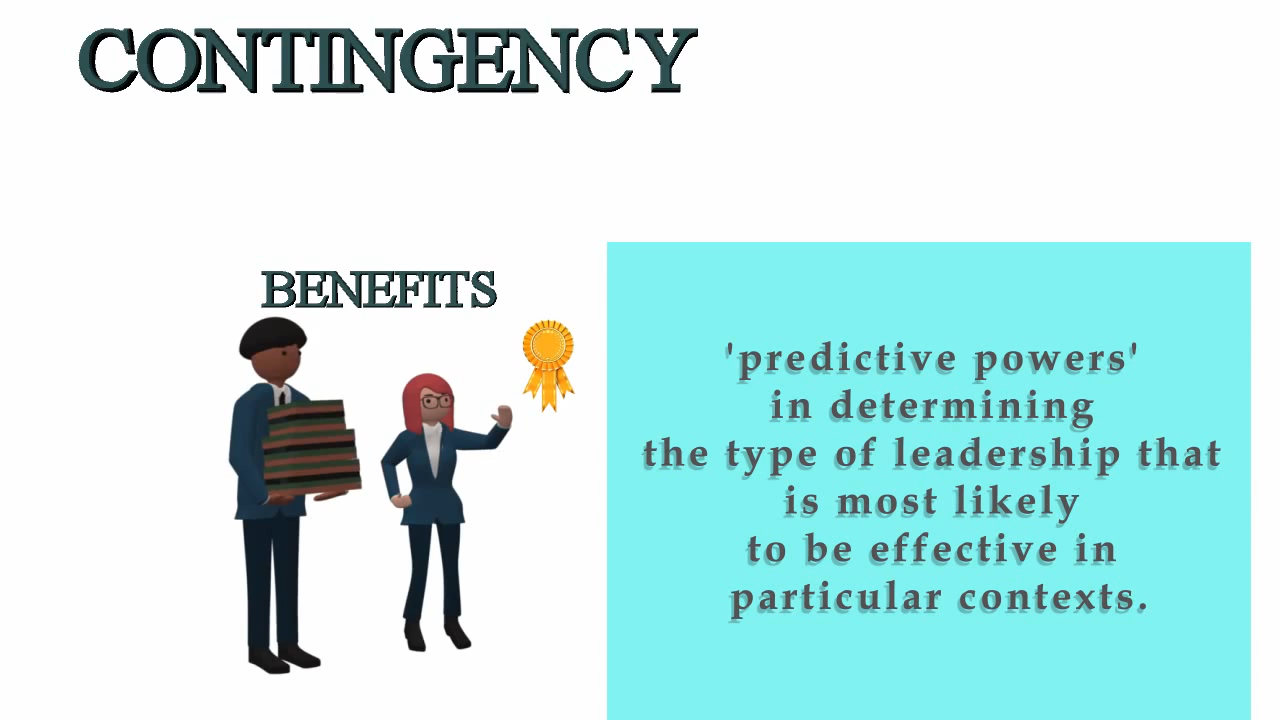 CONTINGENCY
BENEFITS
'predictive powers'
in determining
the type of leadership that
is most likely
to be effective in
particular contexts.